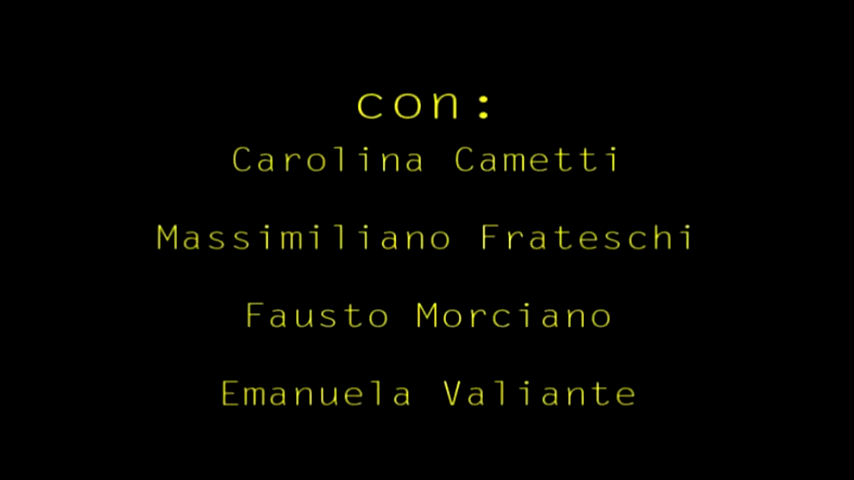 con:
Carolina Cametti
Massimiliano Frateschi
Fausto Morciano
Emanuela Valiante